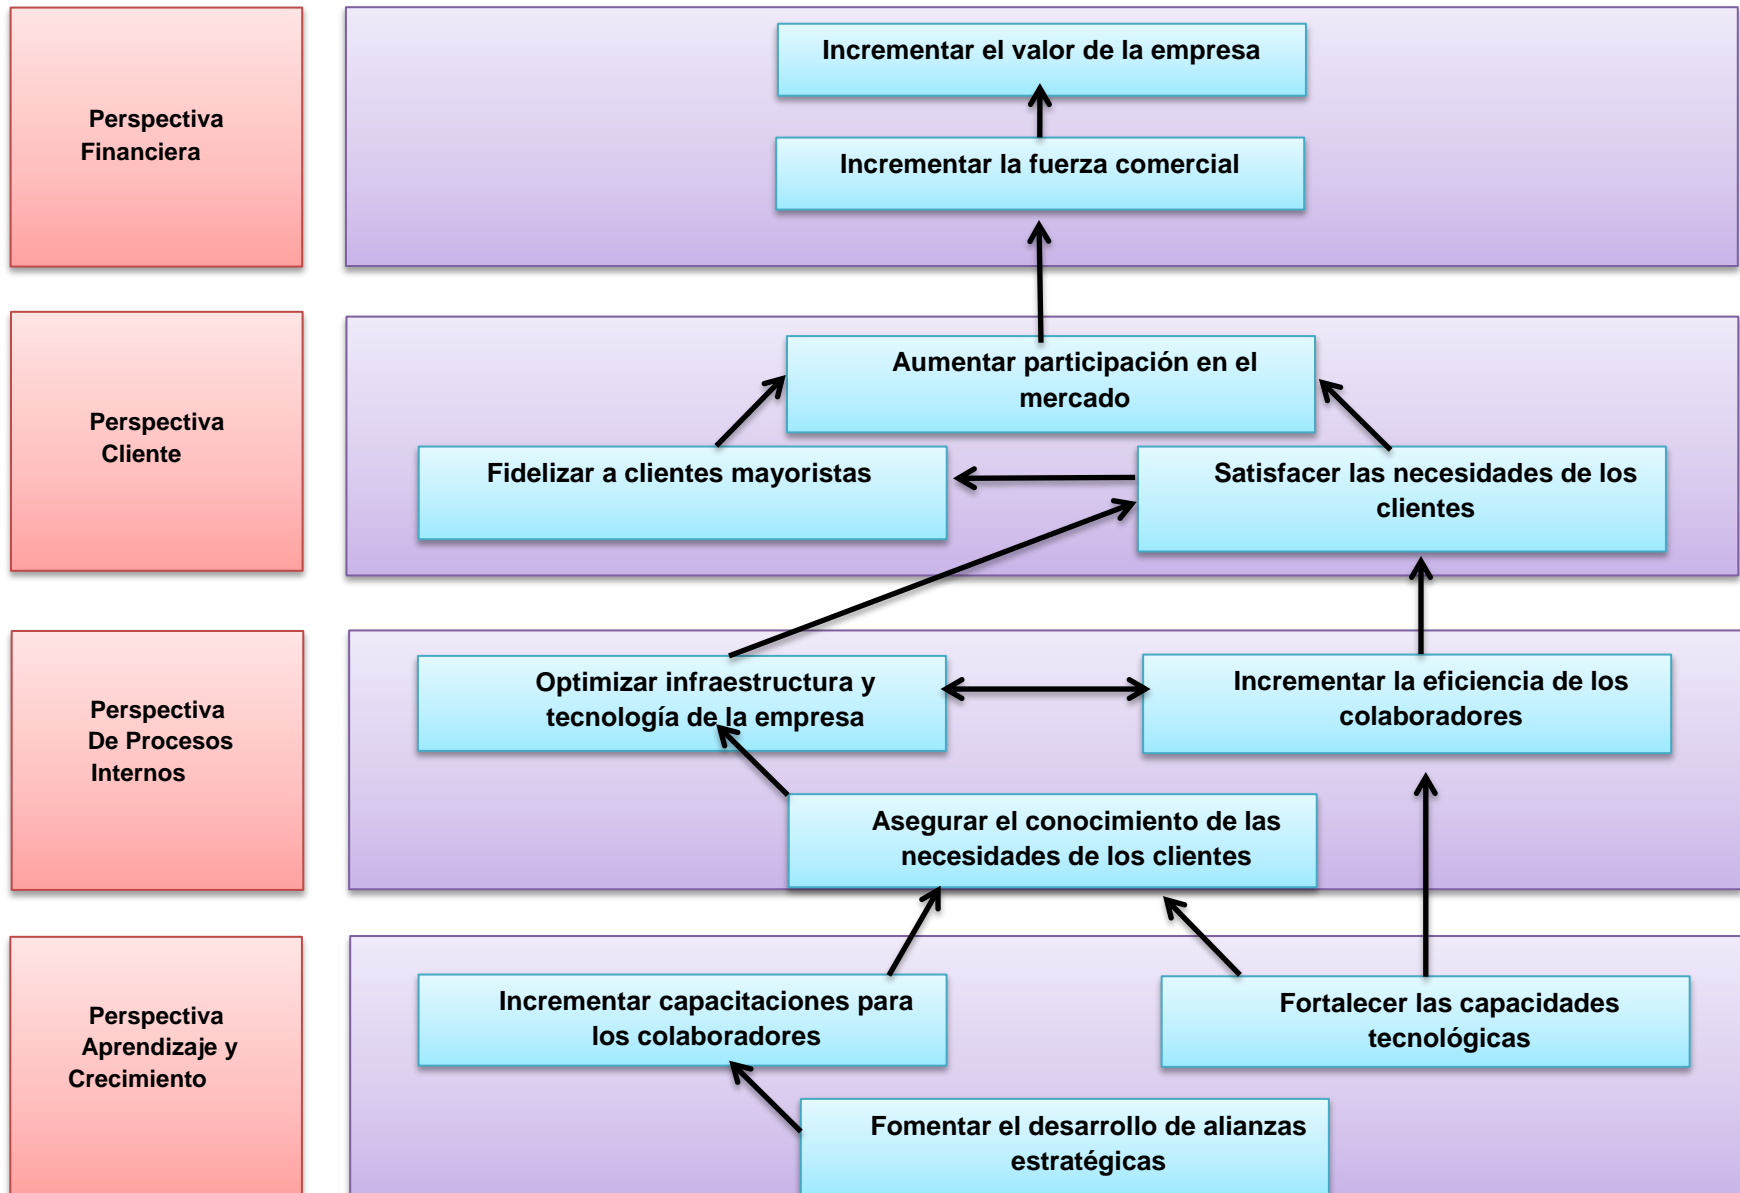 Perspectiva
Financiera
Incrementar el valor de la empresa
Incrementar la fuerza comercial
Perspectiva
Cliente
Aumentar participación en el
mercado
Fidelizar a clientes mayoristas
Satisfacer las necesidades de los
clientes
Perspectiva
De Procesos
Internos
Optimizar infraestructura y
tecnología de la empresa
Incrementar la eficiencia de los
colaboradores
Asegurar el conocimiento de las
necesidades de los clientes
Perspectiva
Aprendizaje y
Crecimiento
Incrementar capacitaciones para
los colaboradores
Fortalecer las capacidades
tecnológicas
Fomentar el desarrollo de alianzas
estratégicas